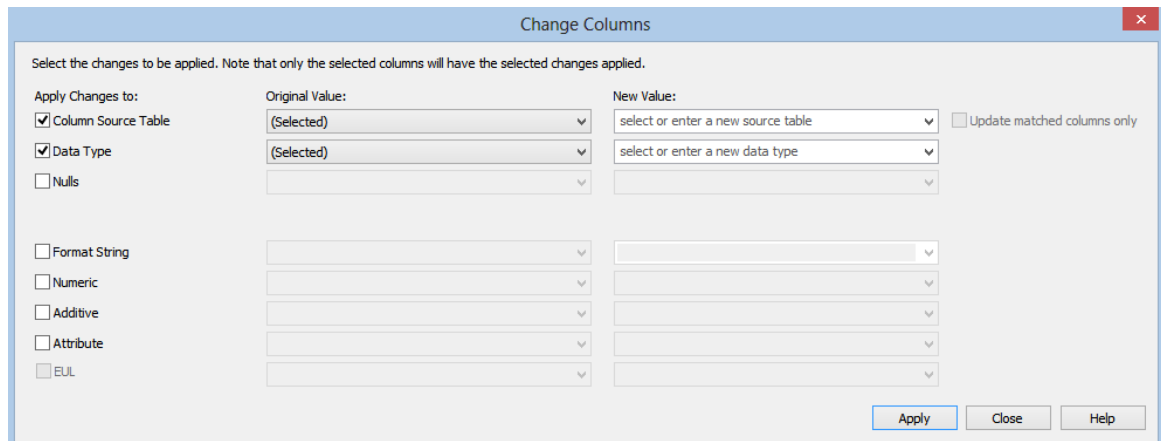 Change Columns
Select the changes to be applied. Note that only the selected columns will have the selected changes applied.
Apply Changes to: Original Value: New Value:
Column Source Table (Selected) select or enter a new source table Update matched columns only
Data Type (Selected) select or enter a new data type
Nulls
Format String
Numeric
Additive
Attribute
EUL
Apply Close Help